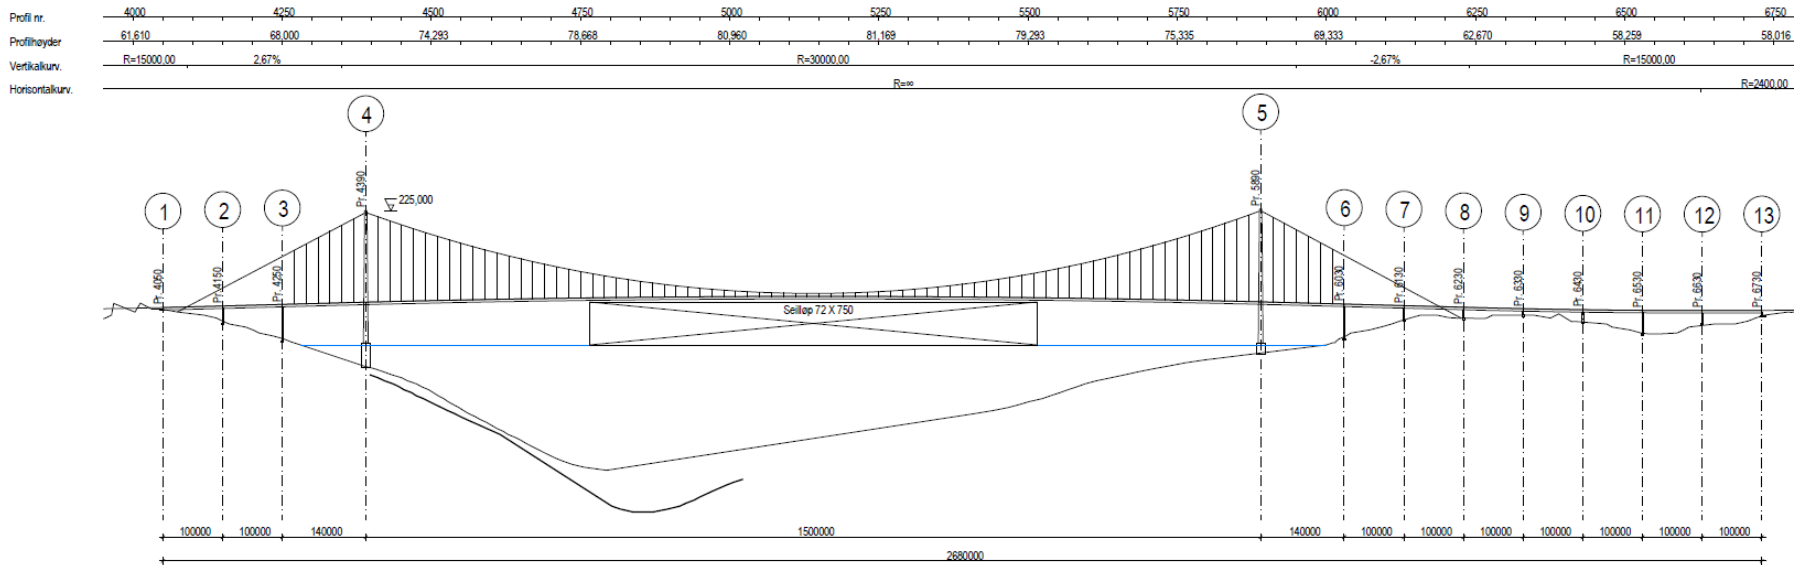 Profil nr. 4000 4250 4500 4750 5000 5250 5500 5750 6000 6250 6500 6750
Profilhøyder 61,610 68,000 74,293 78,668 80,960 81,169 79,293 75,335 69,333 62,670 58,259 58,016
Vertikalkurv. R=15000,00 2,67% R=30000,00 -2,67% R=15000,00
Horisontalkurv. R=∞ R=2400,00
4 5
Pr. 4390 225,000 Pr. 5890
1 2 3 6 7 8 9 10 11 12 13
Pr. 4050 Pr. 4150 Pr. 4250 Pr. 6030 Pr. 6130 Pr. 6230 Pr. 6330 Pr. 6430 Pr. 6530 Pr. 6630 Pr. 6730
Seilløp 72 X 750
100000 100000 140000 1500000 140000 100000 100000 100000 100000 100000 100000 100000
2680000